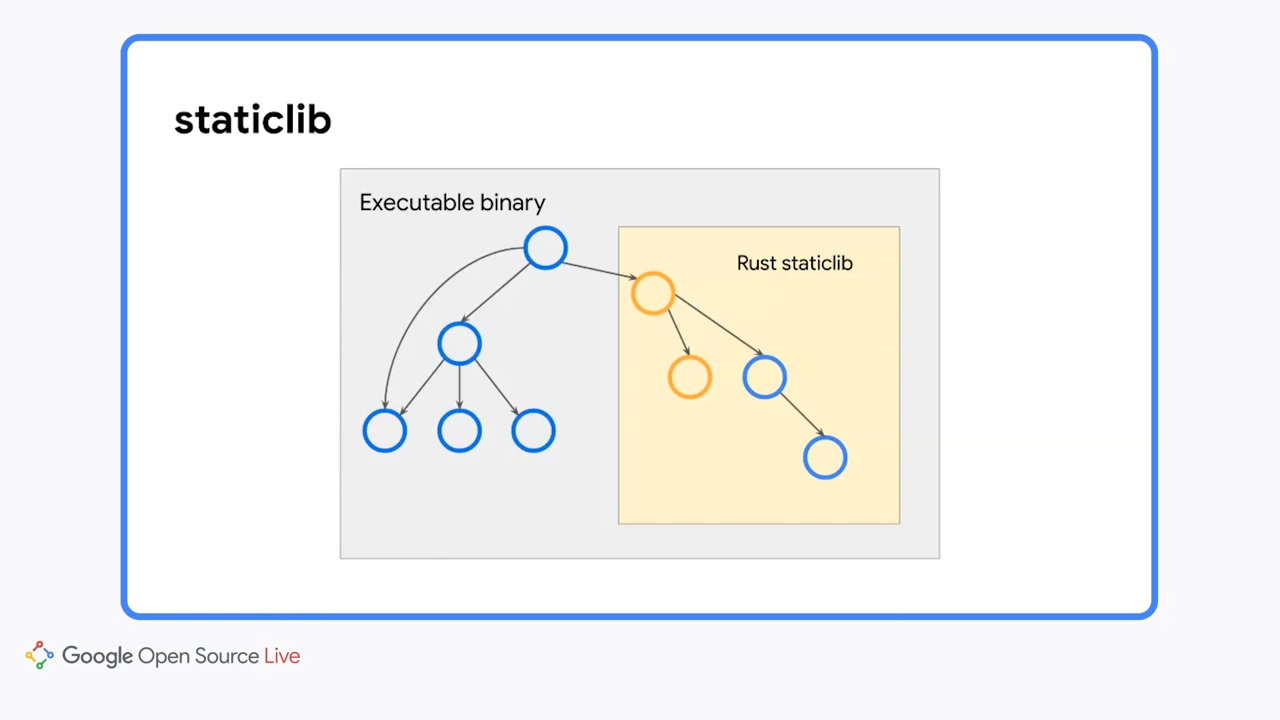 staticlib
Executable binary
Rust staticlib
Google Open Source Live